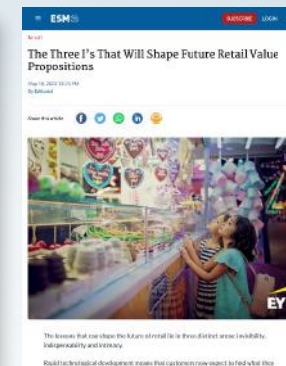 ESM
SUBSCRIBE LOGIN
Retail
The Three I's That Will Shape Future Retail Value
Propositions
By Editorial
Share this article
EY
The lessons that can shape the future of retail lie in three distinct areas: invisibility,
indispensability and intimacy.
Rapid technological development means that customers now expect to find what they